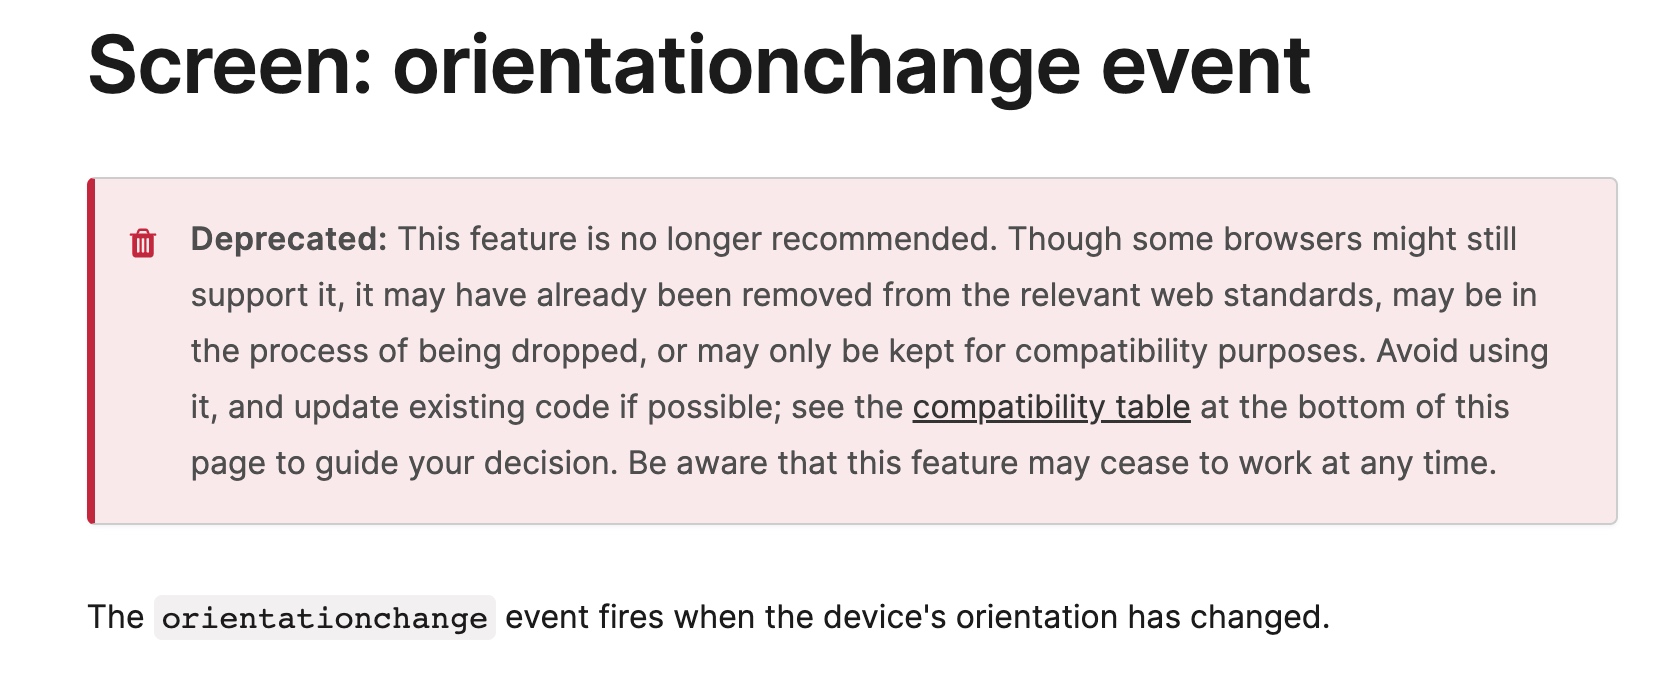 Screen: orientationchange event
Deprecated: This feature is no longer recommended. Though some browsers might still
support it, it may have already been removed from the relevant web standards, may be in
the process of being dropped, or may only be kept for compatibility purposes. Avoid using
it, and update existing code if possible; see the compatibility table at the bottom of this
page to guide your decision. Be aware that this feature may cease to work at any time.
The orientationchange event fires when the device's orientation has changed.